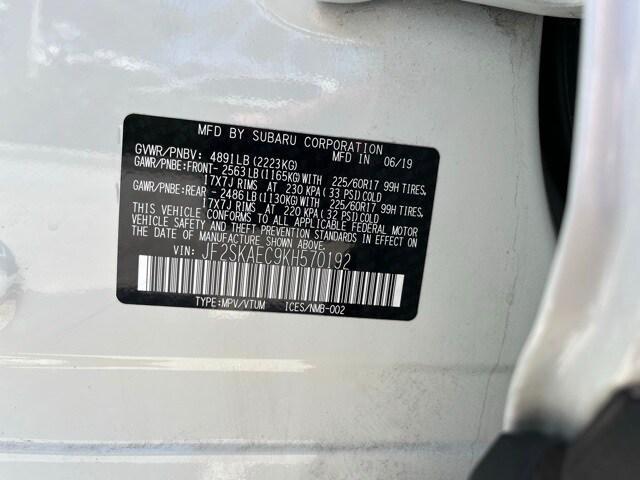 MFD BY SUBARU CORPORATION
GVWR/PNBV: 4891LB (2223KG) MFD IN 06/19
GAWR/PNBE:FRONT- 2563LB (1165KG) WITH 225/60R17 99H TIRES,
17X7J RIMS AT 230 KPA (33 PSI) COLD
GAWR/PNBE:REAR - 2486LB (1130KG) WITH 225/60R17 99H TIRES,
17X7J RIMS AT 220 KPA (32 PSI) COLD
THIS VEHICLE CONFORMS TO ALL APPLICABLE FEDERAL MOTOR
VEHICLE SAFETY AND THEFT PREVENTION STANDARDS IN EFFECT ON
THE DATE OF MANUFACTURE SHOWN ABOVE.
VIN: JF2SKAEC9KH570192
TYPE:MPV/VTUM ICES/NMB-002